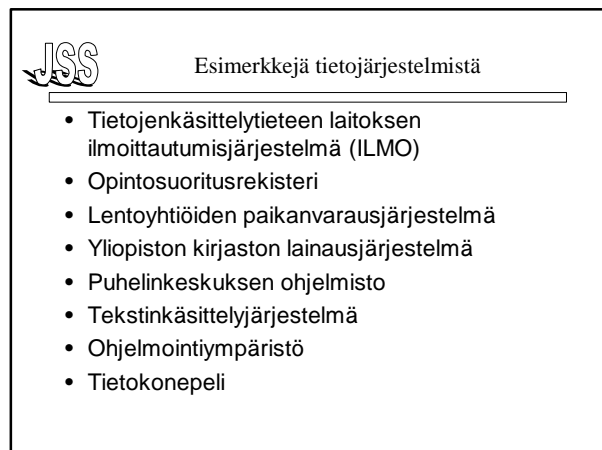 JSS
Esimerkkejä tietojärjestelmistä
• Tietojenkäsittelytieteen laitoksen
ilmoittautumisjärjestelmä (ILMO)
• Opintosuoritusrekisteri
• Lentoyhtiöiden paikanvarausjärjestelmä
• Yliopiston kirjaston lainausjärjestelmä
• Puhelinkeskuksen ohjelmisto
• Tekstinkäsittelyjärjestelmä
• Ohjelmointiympäristö
• Tietokonepeli